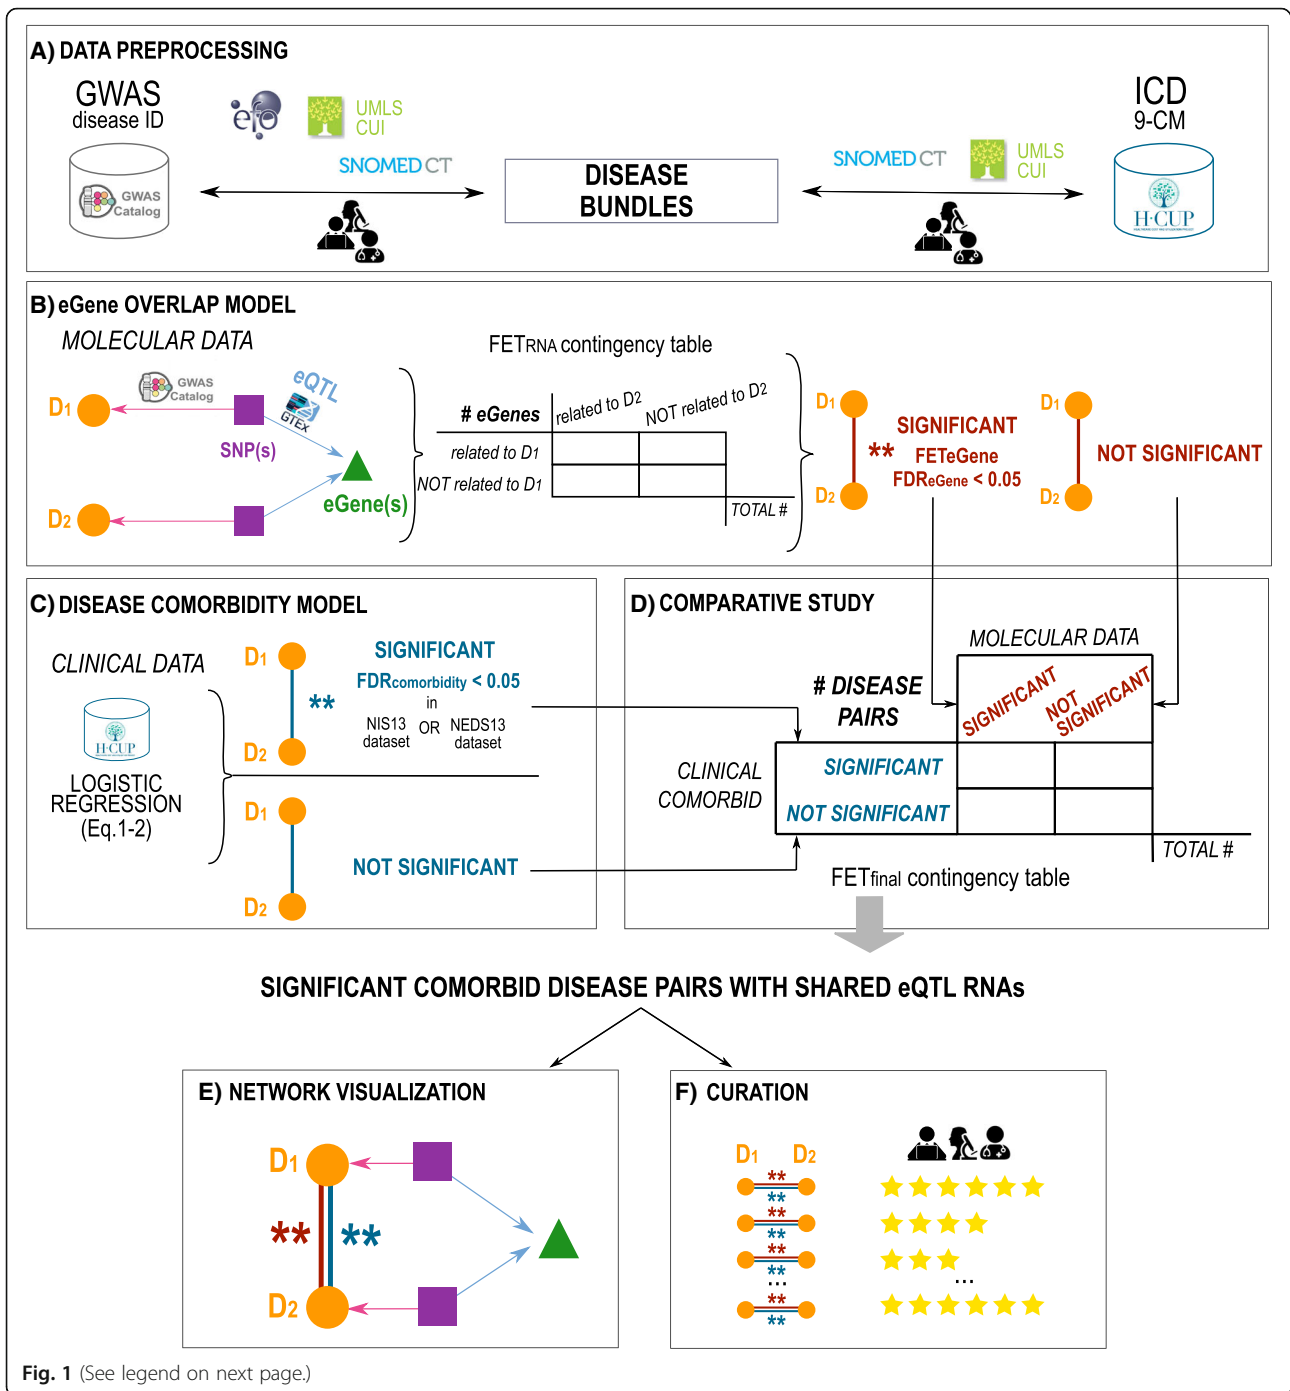 A) DATA PREPROCESSING
GWAS
disease ID
efo
UMLS
CUI
SNOMED CT
GWAS
Catalog
DISEASE
BUNDLES
SNOMED CT
UMLS
CUI
ICD
9-CM
H·CUP
B) eGene OVERLAP MODEL
MOLECULAR DATA
D1
GWAS
Catalog
eQTL
GTEx
SNP(s)
D2
eGene(s)
FETRNA contingency table
# eGenes
related to D2
NOT related to D2
related to D1
NOT related to D1
TOTAL #
D1
**
D2
SIGNIFICANT
FETeGene
FDReGene < 0.05
D1
D2
NOT SIGNIFICANT
C) DISEASE COMORBIDITY MODEL
CLINICAL DATA
H·CUP
LOGISTIC
REGRESSION
(Eq.1-2)
D1
**
D2
SIGNIFICANT
FDRcomorbidity < 0.05
in
NIS13
dataset
OR
NEDS13
dataset
D1
D2
NOT SIGNIFICANT
D) COMPARATIVE STUDY
MOLECULAR DATA
# DISEASE
PAIRS
SIGNIFICANT
NOT
SIGNIFICANT
CLINICAL
COMORBID
SIGNIFICANT
NOT SIGNIFICANT
TOTAL #
FETfinal contingency table
SIGNIFICANT COMORBID DISEASE PAIRS WITH SHARED eQTL RNAs
E) NETWORK VISUALIZATION
D1
** **
D2
F) CURATION
D1 D2
**
**
**
**
**
**
...
...
**
**
Fig. 1 (See legend on next page.)